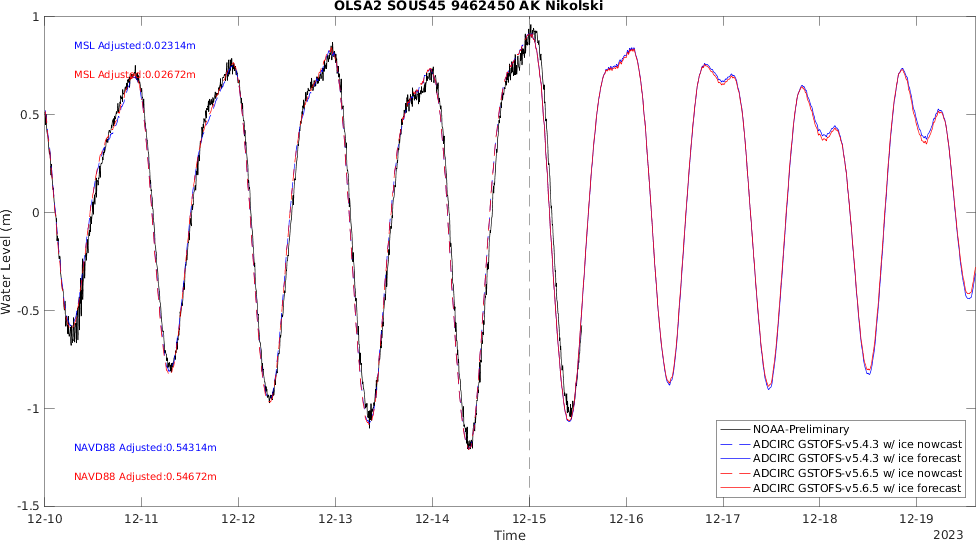 OLSA2 SOUS45 9462450 AK Nikolski
MSL Adjusted:0.02314m
MSL Adjusted:0.02672m
NAVD88 Adjusted:0.54314m
NAVD88 Adjusted:0.54672m
Water Level (m)
1
0.5
0
-0.5
-1
-1.5
NOAA-Preliminary
ADCIRC GSTOFS-v5.4.3 w/ ice nowcast
ADCIRC GSTOFS-v5.4.3 w/ ice forecast
ADCIRC GSTOFS-v5.6.5 w/ ice nowcast
ADCIRC GSTOFS-v5.6.5 w/ ice forecast
12-10 12-11 12-12 12-13 12-14 12-15 12-16 12-17 12-18 12-19
Time
2023